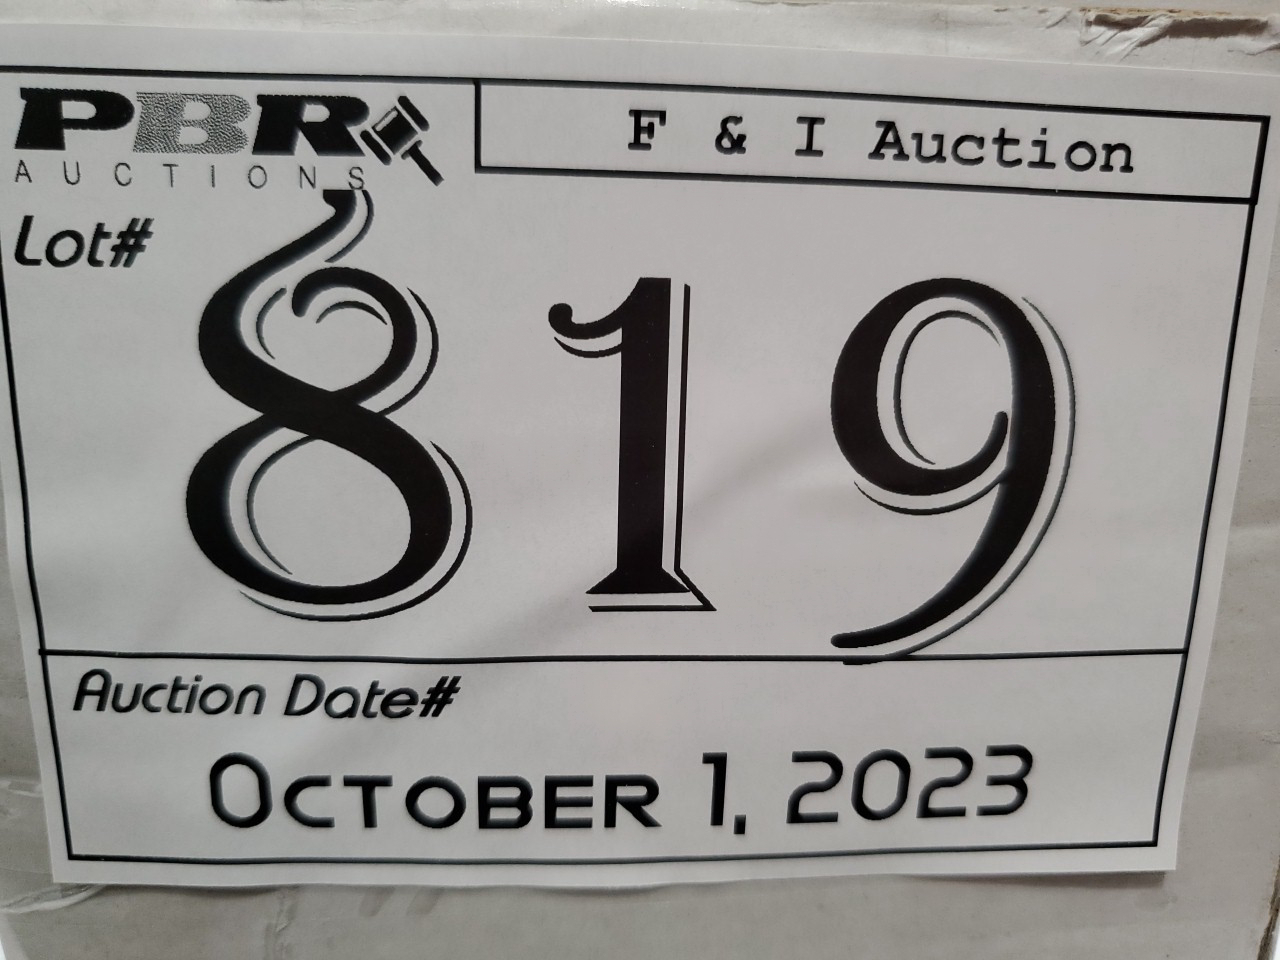 PBR
AUCTIONS
F & I Auction
Lot#
819
Auction Date#
OCTOBER 1, 2023